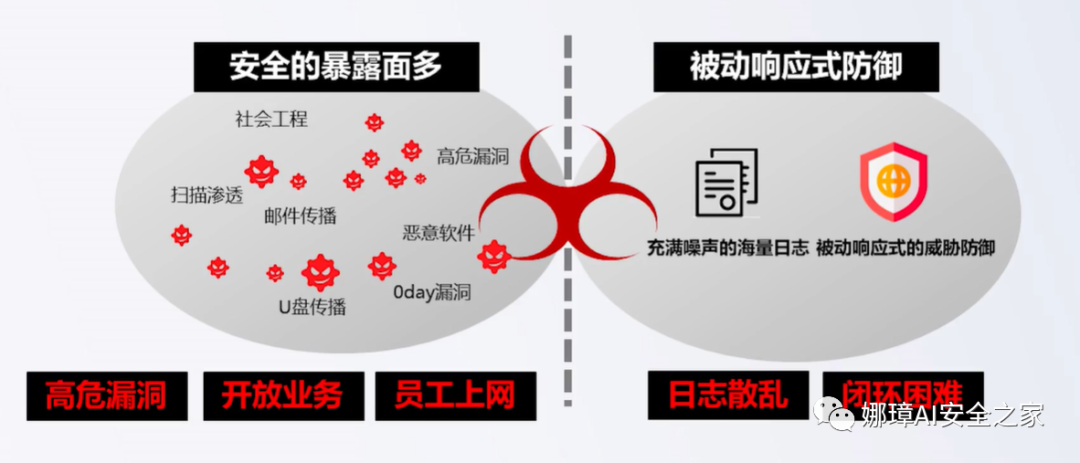 安全的暴露面多
社会工程
高危漏洞
扫描渗透
邮件传播
恶意软件
U盘传播
0day漏洞
高危漏洞
开放业务
员工上网
被动响应式防御
充满噪声的海量日志
被动响应式的威胁防御
日志散乱
闭环困难
娜璋AI安全之家